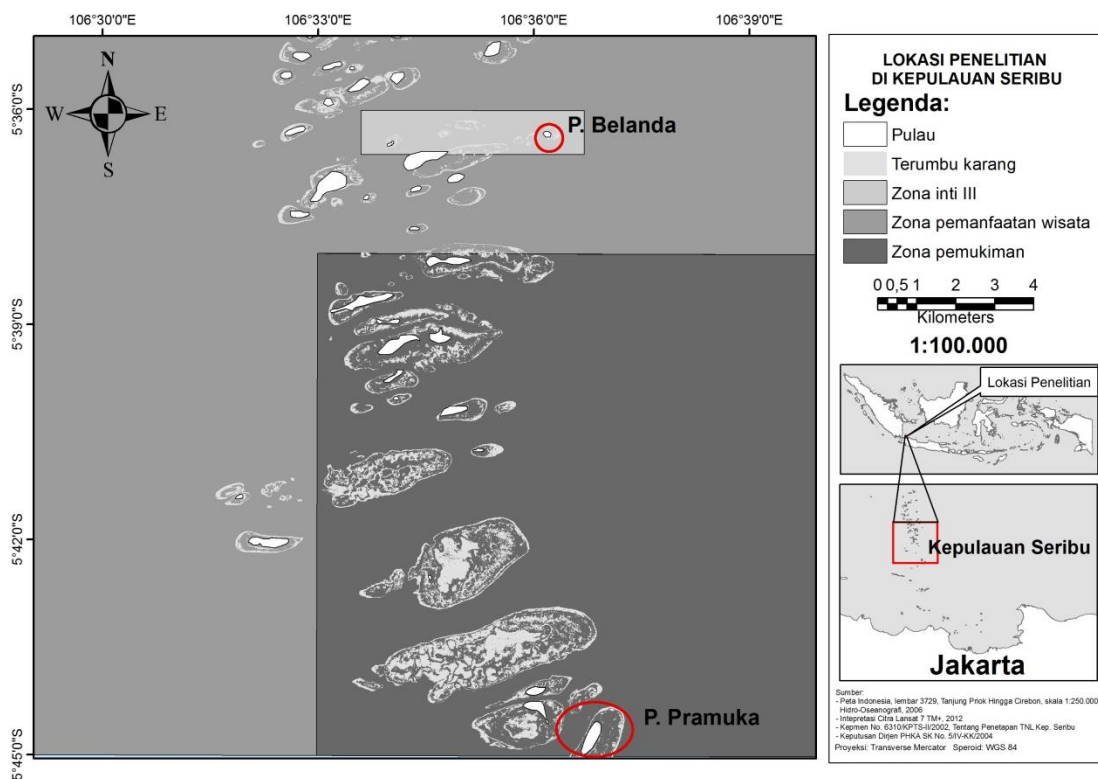 106°30'0"E
106°33'0"E
106°36'0"E
106°39'0"E
5°36'0"S
5°39'0"S
5°42'0"S
5°45'0"S
N
W
E
S
P. Belanda
P. Pramuka
LOKASI PENELITIAN
DI KEPULAUAN SERIBU
Legenda:
Pulau
Terumbu karang
Zona inti III
Zona pemanfaatan wisata
Zona pemukiman
0 0,5 1 2 3 4
Kilometers
1:100.000
Lokasi Penelitian
Kepulauan Seribu
Jakarta
Sumber:
- Peta Indonesia, lembar 3729, Tanjung Priok Hingga Cirebon, skala 1:250.000
Hidro-Oseanografi, 2006
- Intepretasi Citra Lansat 7 TM+, 2012
- Kepmen No. 6310/KPTS-II/2002, Tentang Penetapan TNL Kep. Seribu
- Keputusan Dirjen PHKA SK No. 5/IV-KK/2004
Proyeksi: Transverse Mercator Speroid: WGS 84